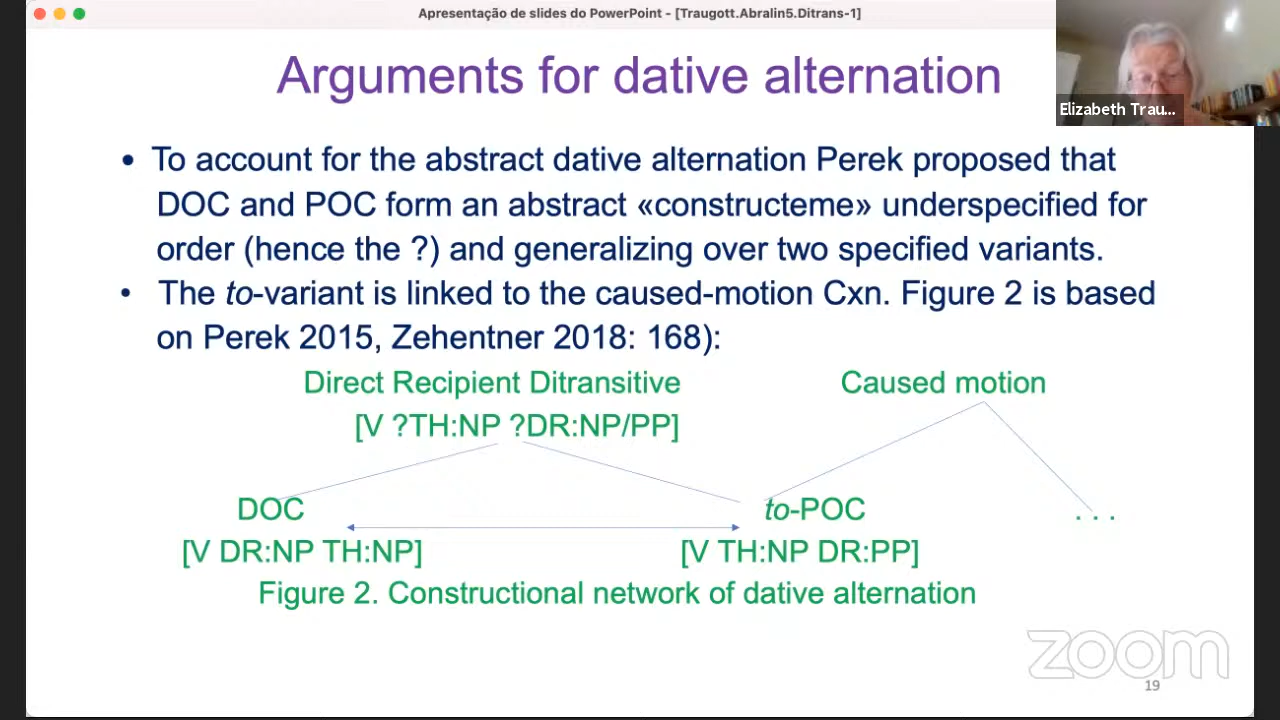 Apresentação de slides do PowerPoint - [Traugott.Abralin5.Ditrans-1]
Elizabeth Trau...
Arguments for dative alternation
• To account for the abstract dative alternation Perek proposed that
DOC and POC form an abstract «constructeme» underspecified for
order (hence the ?) and generalizing over two specified variants.
• The to-variant is linked to the caused-motion Cxn. Figure 2 is based
on Perek 2015, Zehentner 2018: 168):
Direct Recipient Ditransitive
Caused motion
[V ?TH:NP ?DR:NP/PP]
DOC
to-POC
. . .
[V DR:NP TH:NP]
[V TH:NP DR:PP]
Figure 2. Constructional network of dative alternation
zoom
19